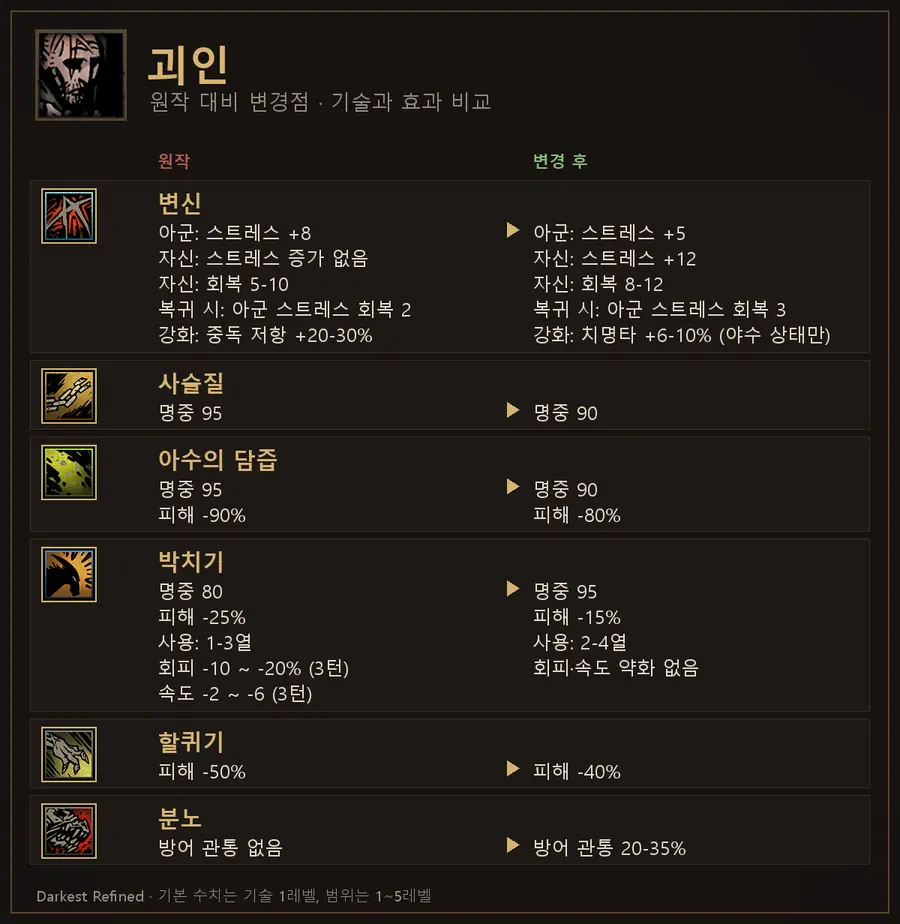 괴인
원작 대비 변경점 · 기술과 효과 비교
원작
변경 후
변신
아군: 스트레스 +8
아군: 스트레스 +5
자신: 스트레스 증가 없음
자신: 스트레스 +12
자신: 회복 5-10
자신: 회복 8-12
복귀 시: 아군 스트레스 회복 2
복귀 시: 아군 스트레스 회복 3
강화: 중독 저항 +20-30%
강화: 치명타 +6-10% (야수 상태만)
사슬질
명중 95
명중 90
야수의 담즙
명중 95
명중 90
피해 -90%
피해 -80%
박치기
명중 80
명중 95
피해 -25%
피해 -15%
사용: 1-3열
사용: 2-4열
회피 -10 ~ -20% (3턴)
회피·속도 약화 없음
속도 -2 ~ -6 (3턴)
할퀴기
피해 -50%
피해 -40%
분노
방어 관통 없음
방어 관통 20-35%
Darkest Refined · 기본 수치는 기술 1레벨, 범위는 1~5레벨